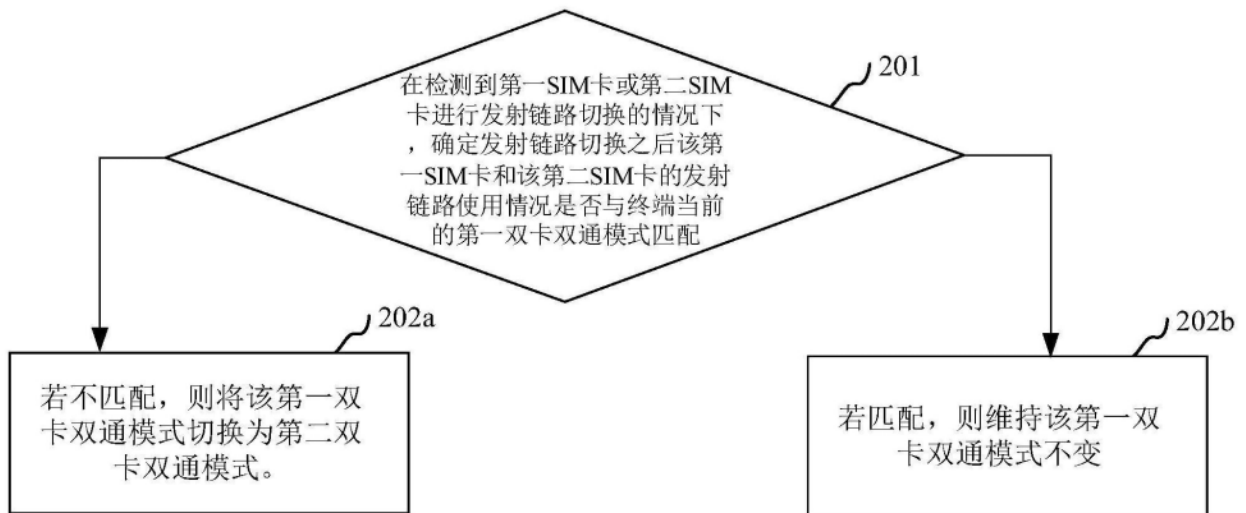 在检测到第一SIM卡或第二SIM
卡进行发射链路切换的情况下
,确定发射链路切换之后该第
一SIM卡和该第二SIM卡的发射
链路使用情况是否与终端当前
的第一双卡双通模式匹配
201
202a
若不匹配，则将该第一双
卡双通模式切换为第二双
卡双通模式。
202b
若匹配，则维持该第一双
卡双通模式不变